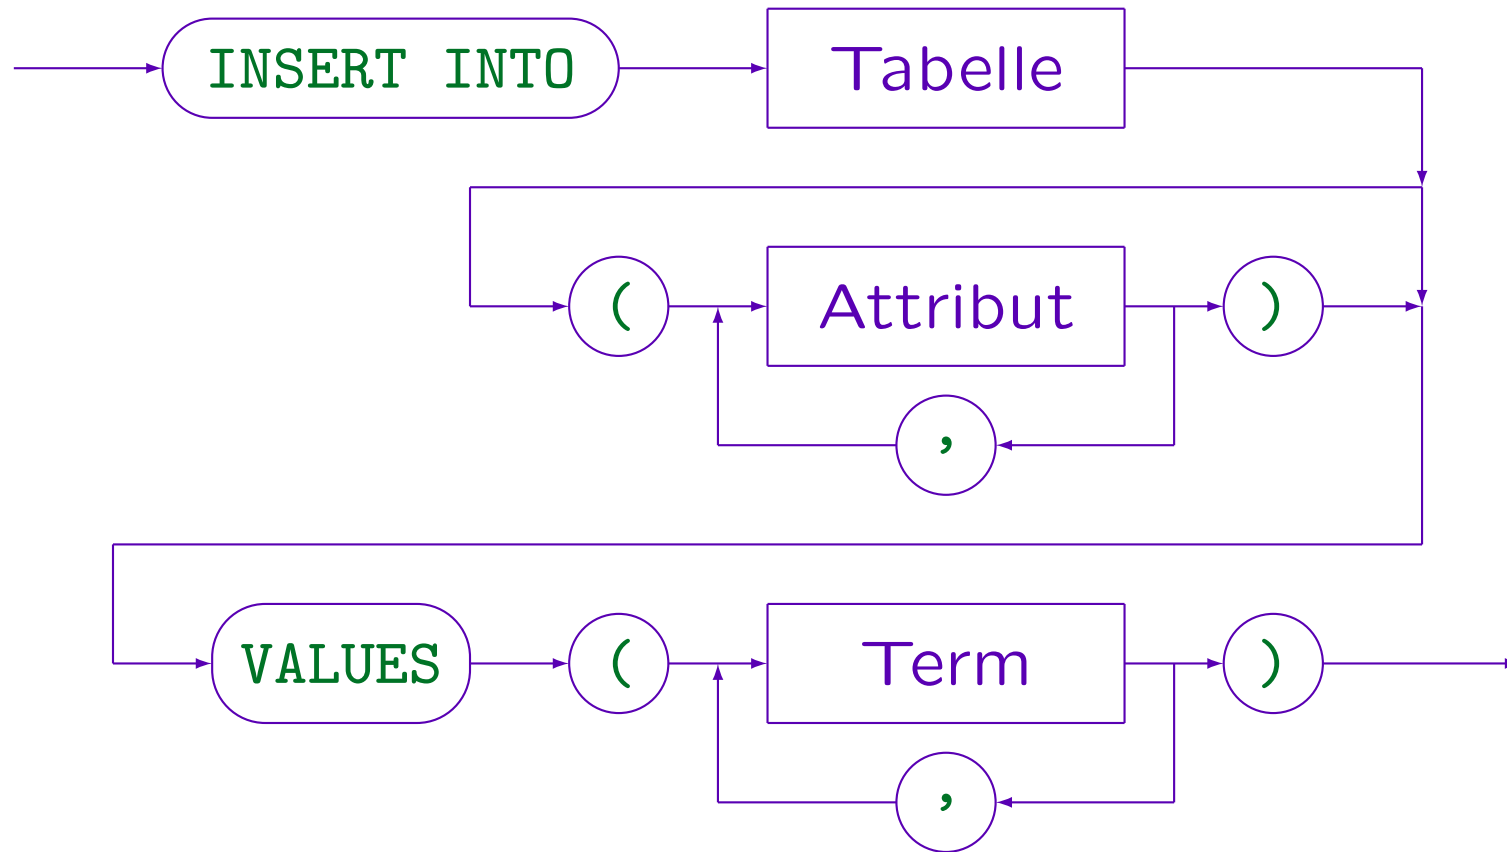 INSERT INTO Tabelle
( Attribut )
,
VALUES ( Term )
,